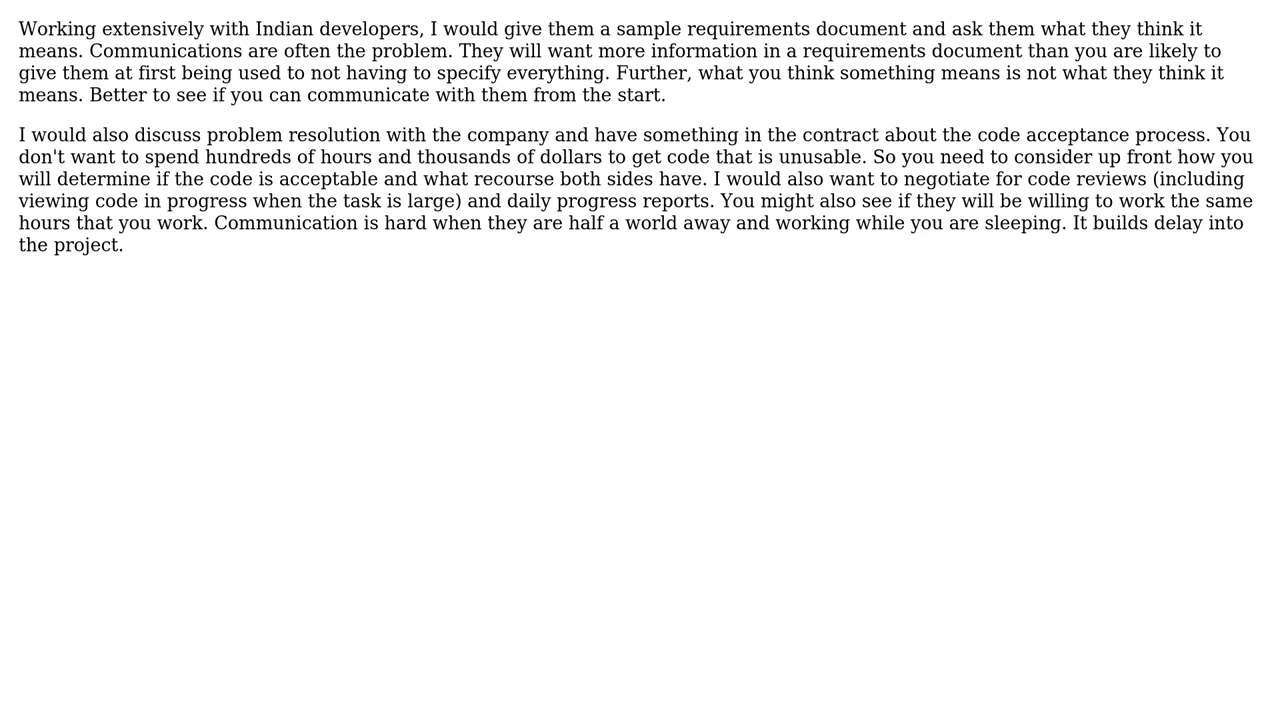 Working extensively with Indian developers, I would give them a sample requirements document and ask them what they think it
means. Communications are often the problem. They will want more information in a requirements document than you are likely to
give them at first being used to not having to specify everything. Further, what you think something means is not what they think it
means. Better to see if you can communicate with them from the start.
I would also discuss problem resolution with the company and have something in the contract about the code acceptance process. You
don't want to spend hundreds of hours and thousands of dollars to get code that is unusable. So you need to consider up front how you
will determine if the code is acceptable and what recourse both sides have. I would also want to negotiate for code reviews (including
viewing code in progress when the task is large) and daily progress reports. You might also see if they will be willing to work the same
hours that you work. Communication is hard when they are half a world away and working while you are sleeping. It builds delay into
the project.